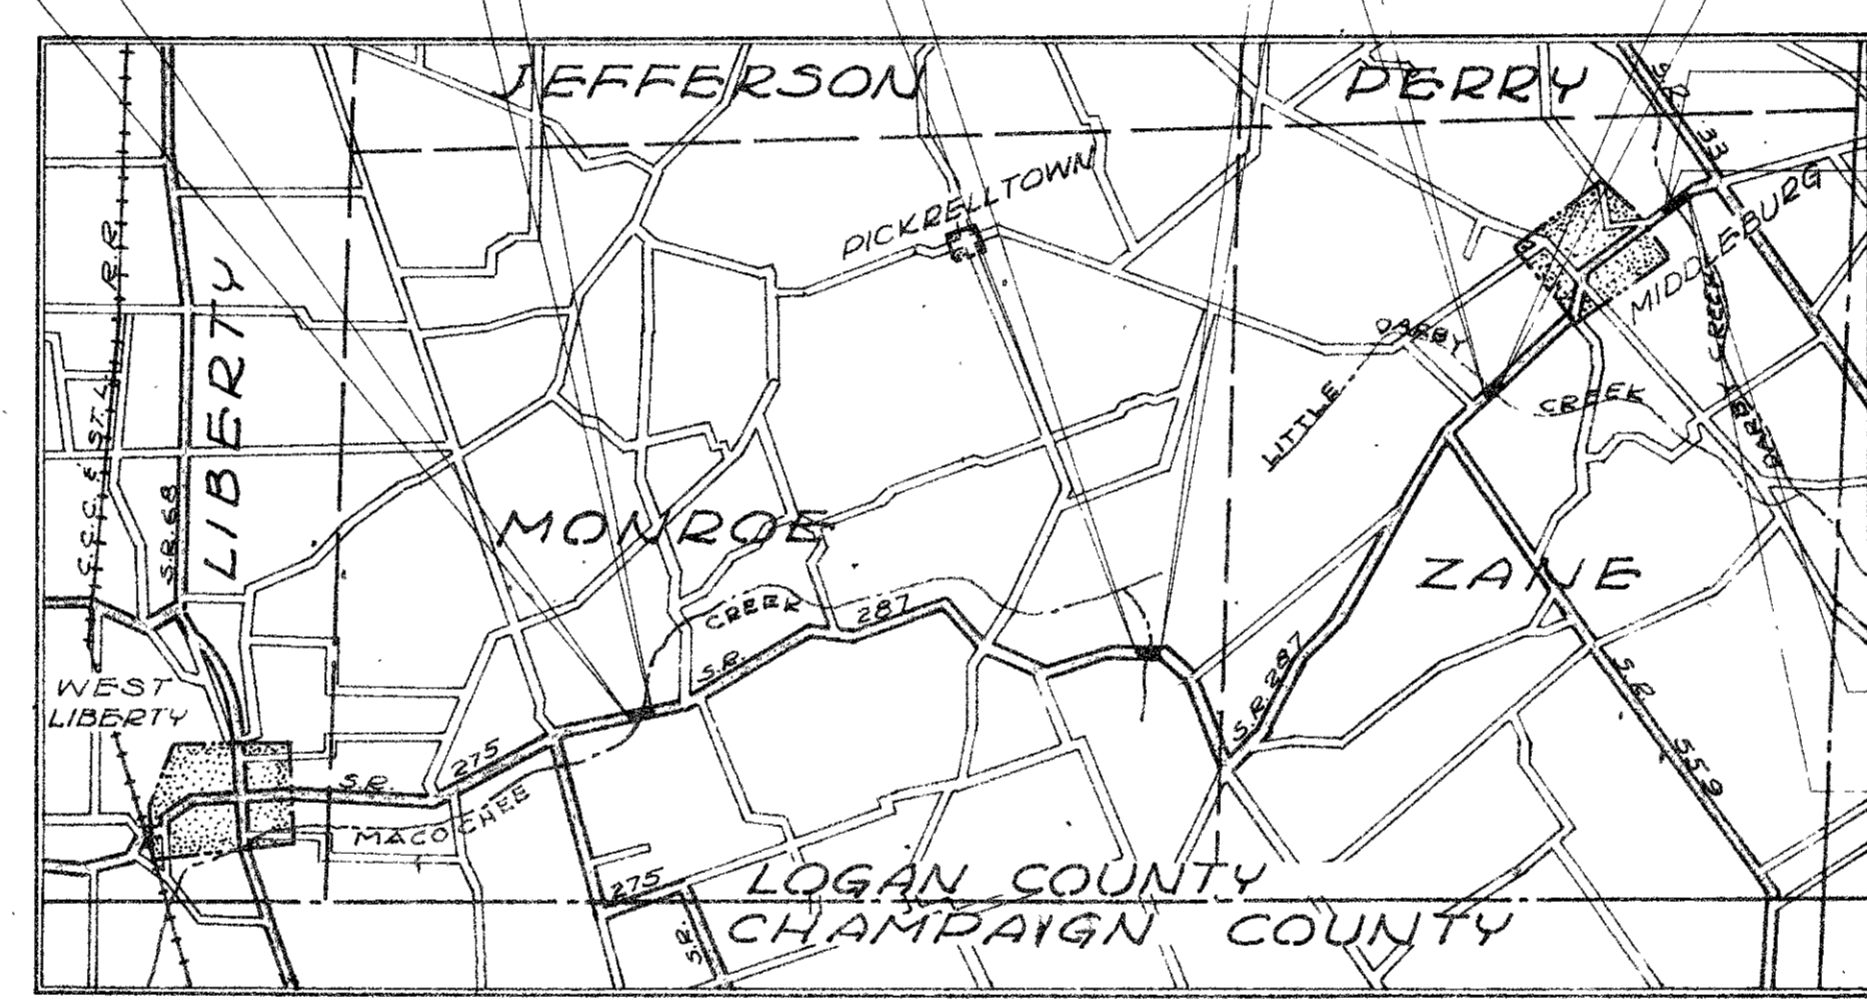 JEFFERSON
PERRY
S.R. 33
PICKRELLTOWN
MIDDLEBURG
R.R.
LIBERTY
DARBY
LITTLE
CREEK
CREEK
DARBY
C.C.C. & ST. L.
S.R. 68
MONROE
ZANE
CREEK
S.R. 287
S.R. 287
S.R. 559
WEST
LIBERTY
S.R. 275
MACOCHEE
275
S.R.
LOGAN COUNTY
CHAMPAIGN COUNTY